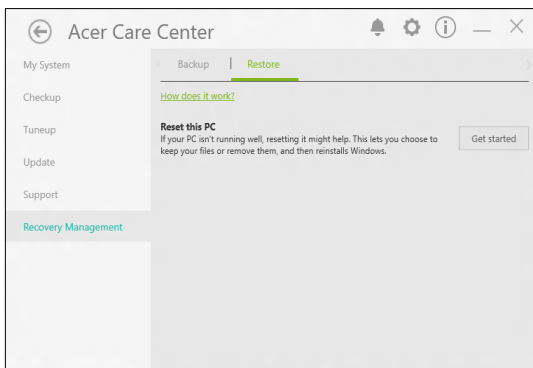 Acer Care Center
My System
Checkup
Tuneup
Update
Support
Recovery Management
Backup | Restore
How does it work?
Reset this PC
If your PC isn't running well, resetting it might help. This lets you choose to
keep your files or remove them, and then reinstalls Windows.
Get started